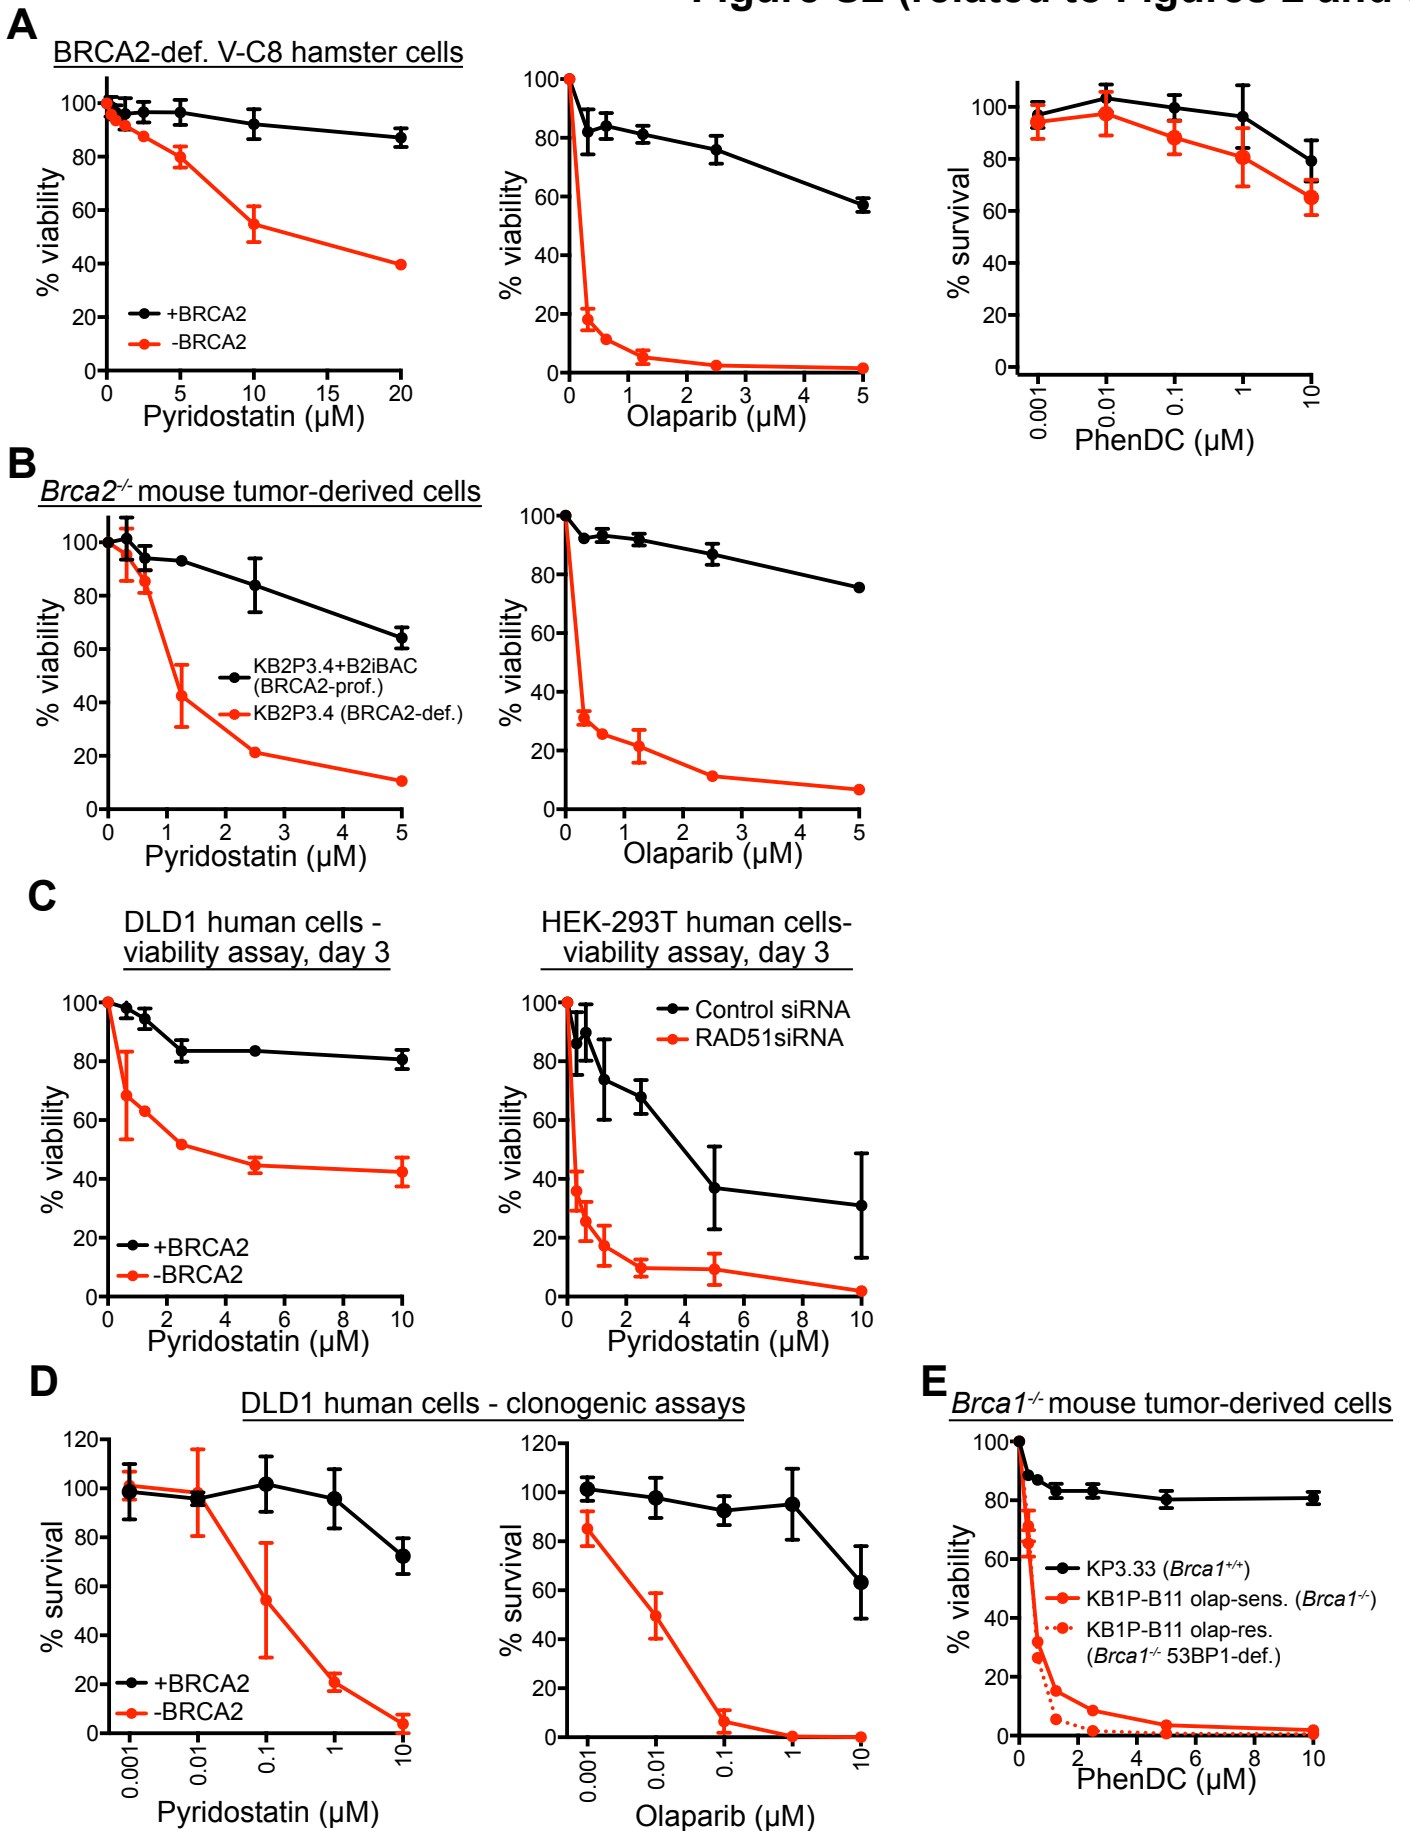 A
BRCA2-def. V-C8 hamster cells
100
80
60
40
20
0
% viability
+BRCA2
-BRCA2
0 5 10 15 20
Pyridostatin (µM)
100
80
60
40
20
0
% viability
0 1 2 3 4 5
Olaparib (µM)
100
80
60
40
20
0
% survival
0.001 0.01 0.1 1 10
PhenDC (µM)
B
Brca2-/- mouse tumor-derived cells
100
80
60
40
20
0
% viability
KB2P3.4+B2iBAC
(BRCA2-prof.)
KB2P3.4 (BRCA2-def.)
0 1 2 3 4 5
Pyridostatin (µM)
100
80
60
40
20
0
% viability
0 1 2 3 4 5
Olaparib (µM)
C
DLD1 human cells -
viability assay, day 3
100
80
60
40
20
0
% viability
+BRCA2
-BRCA2
0 2 4 6 8 10
Pyridostatin (µM)
HEK-293T human cells-
viability assay, day 3
100
80
60
40
20
0
% viability
Control siRNA
RAD51siRNA
0 2 4 6 8 10
Pyridostatin (µM)
D
DLD1 human cells - clonogenic assays
120
100
80
60
40
20
0
% survival
+BRCA2
-BRCA2
0.001 0.01 0.1 1 10
Pyridostatin (µM)
120
100
80
60
40
20
0
% survival
0.001 0.01 0.1 1 10
Olaparib (µM)
E
Brca1-/- mouse tumor-derived cells
100
80
60
40
20
0
% viability
KP3.33 (Brca1+/+)
KB1P-B11 olap-sens. (Brca1-/-)
KB1P-B11 olap-res.
(Brca1-/- 53BP1-def.)
0 2 4 6 8 10
PhenDC (µM)